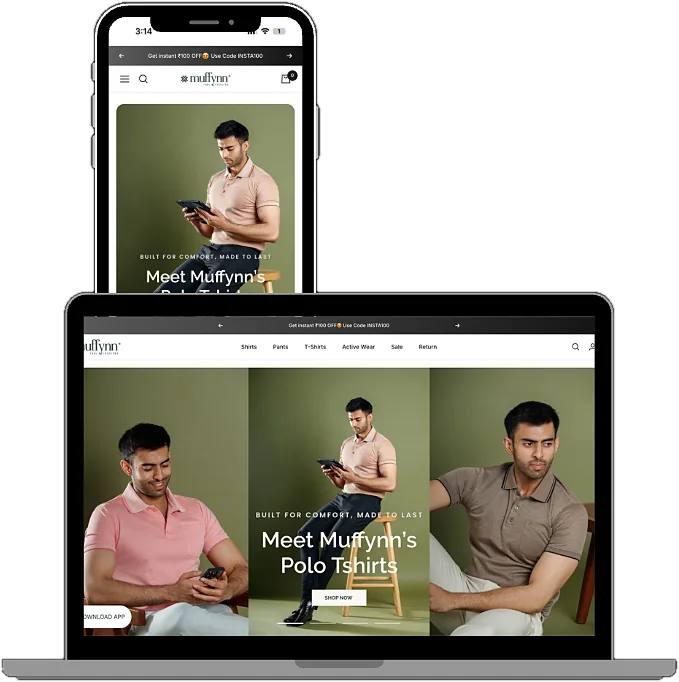 3:14
Get instant ₹100 OFF😍 Use Code INSTA100
muffynn®
0
BUILT FOR COMFORT, MADE TO LAST
Meet Muffynn's
Get instant ₹100 OFF😍 Use Code INSTA100
uffynn®
Shirts Pants T-Shirts Active Wear Sale Return
BUILT FOR COMFORT, MADE TO LAST
Meet Muffynn's
Polo Tshirts
SHOP NOW
OWNLOAD APP